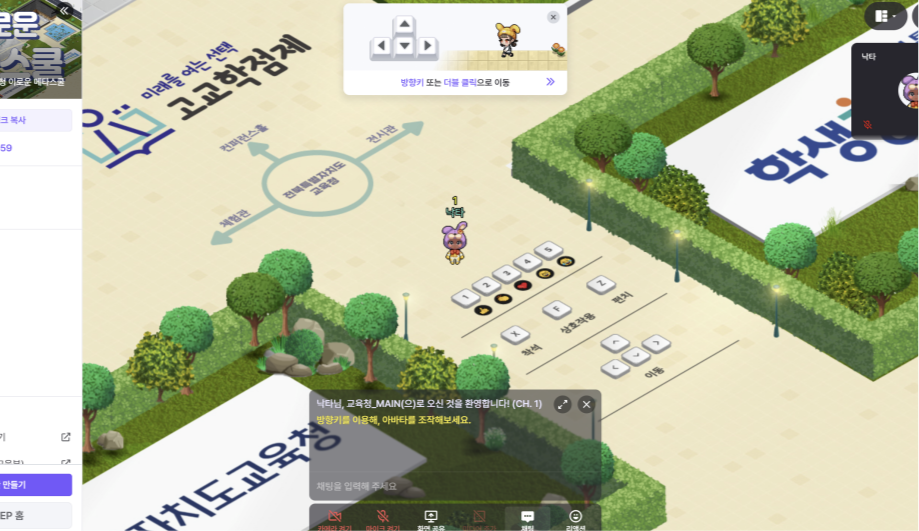 로운
스쿨
형 이로운 메타스쿨
크 복사
59
기
만들기
EP 홈
방향키 또는 더블 클릭으로 이동
낙타
미래를 여는 선택
고교학점제
컨퍼런스홀
전시관
전북특별자치도
교육청
체험관
1
낙타
학생
1 2 3 4 5
X F Z
착석 상호작용 펀치
이동
자치도교육청
낙타님, 교육청_MAIN(으)로 오신 것을 환영합니다! (CH. 1)
방향키를 이용해, 아바타를 조작해보세요.
채팅을 입력해 주세요
카메라 켜기
마이크 켜기
화면 공유
채팅
리액션